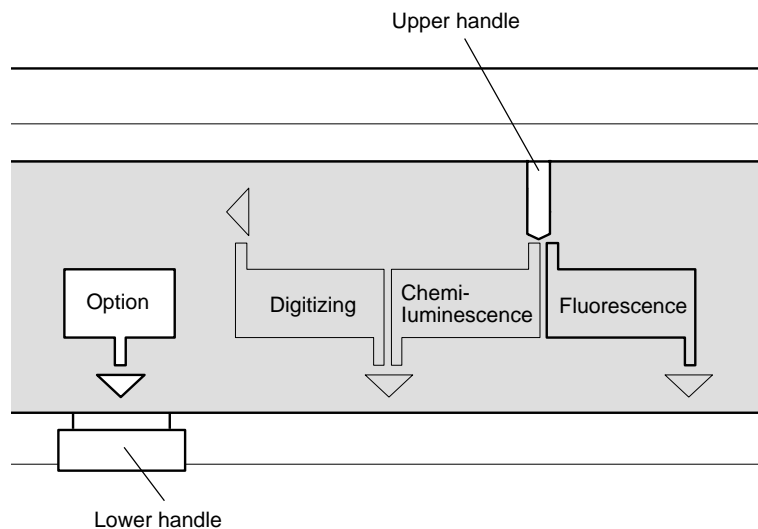 Upper handle
Option
Digitizing
Chemi-
luminescence
Fluorescence
Lower handle